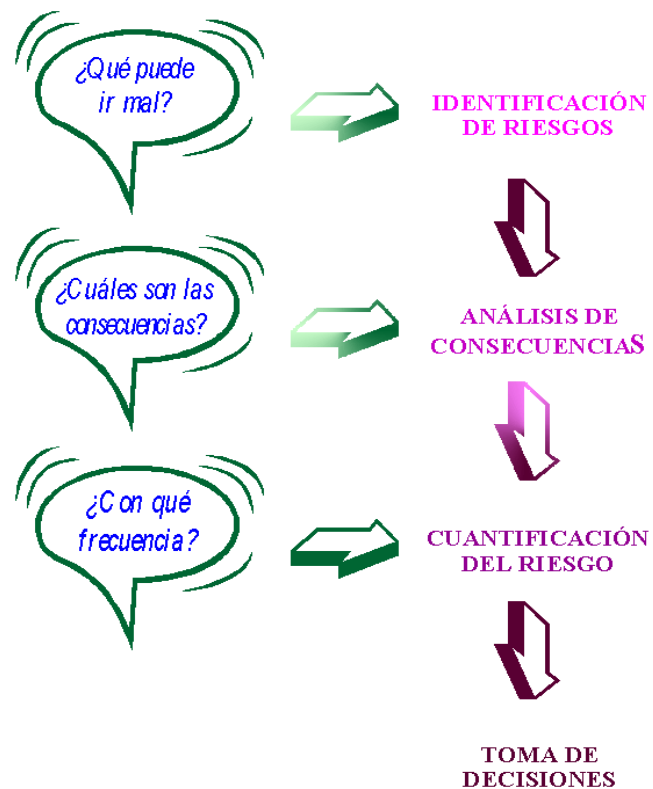 ¿Qué puede
ir mal?
IDENTIFICACIÓN
DE RIESGOS
¿Cuáles son las
consecuencias?
ANÁLISIS DE
CONSECUENCIAS
¿Con qué
frecuencia?
CUANTIFICACIÓN
DEL RIESGO
TOMA DE
DECISIONES